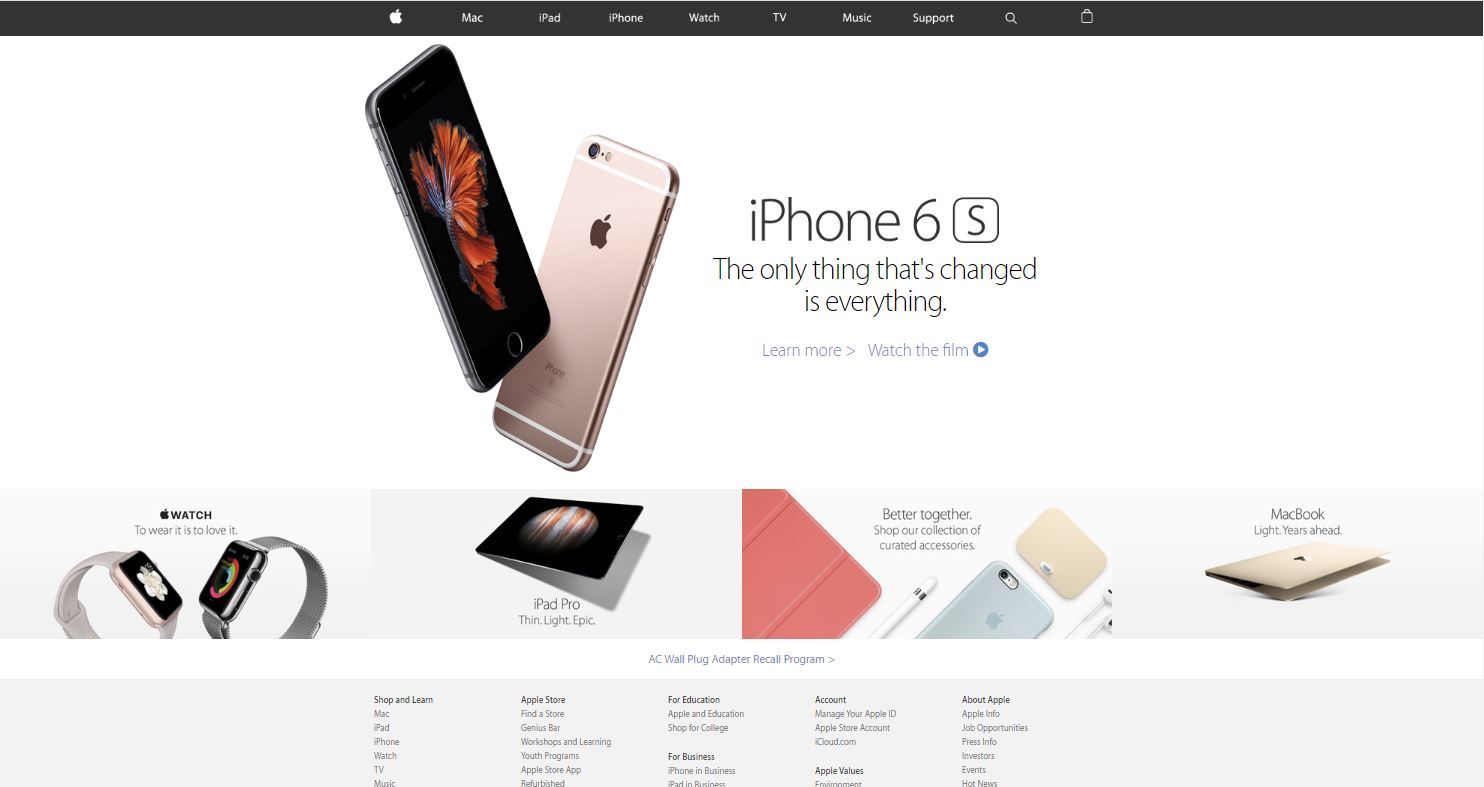 Mac iPad iPhone Watch TV Music Support
iPhone 6 S
The only thing that's changed
is everything.
Learn more > Watch the film
iPhone
S
WATCH
To wear it is to love it.
iPad Pro
Thin. Light. Epic.
Better together.
Shop our collection of
curated accessories.
MacBook
Light. Years ahead.
AC Wall Plug Adapter Recall Program >
Shop and Learn
Mac
iPad
iPhone
Watch
TV
Music
Apple Store
Find a Store
Genius Bar
Workshops and Learning
Youth Programs
Apple Store App
Refurbished
For Education
Apple and Education
Shop for College
For Business
iPhone in Business
iPad in Business
Account
Manage Your Apple ID
Apple Store Account
iCloud.com
Apple Values
Environment
About Apple
Apple Info
Job Opportunities
Press Info
Investors
Events
Hot News